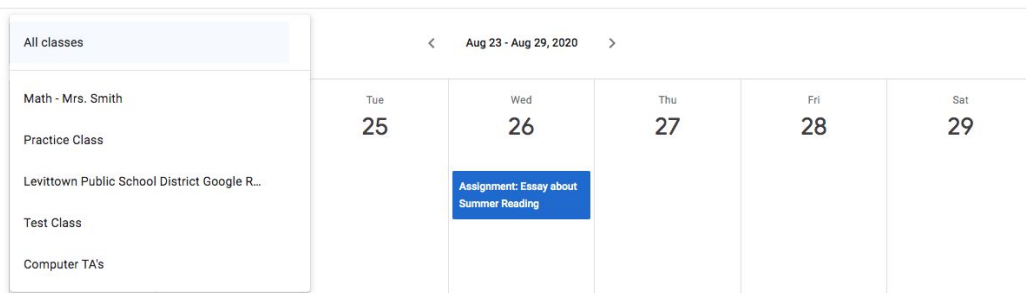 All classes
Aug 23 - Aug 29, 2020
Math - Mrs. Smith
Practice Class
Levittown Public School District Google R...
Test Class
Computer TA's
Tue
25
Wed
26
Thu
27
Fri
28
Sat
29
Assignment: Essay about
Summer Reading